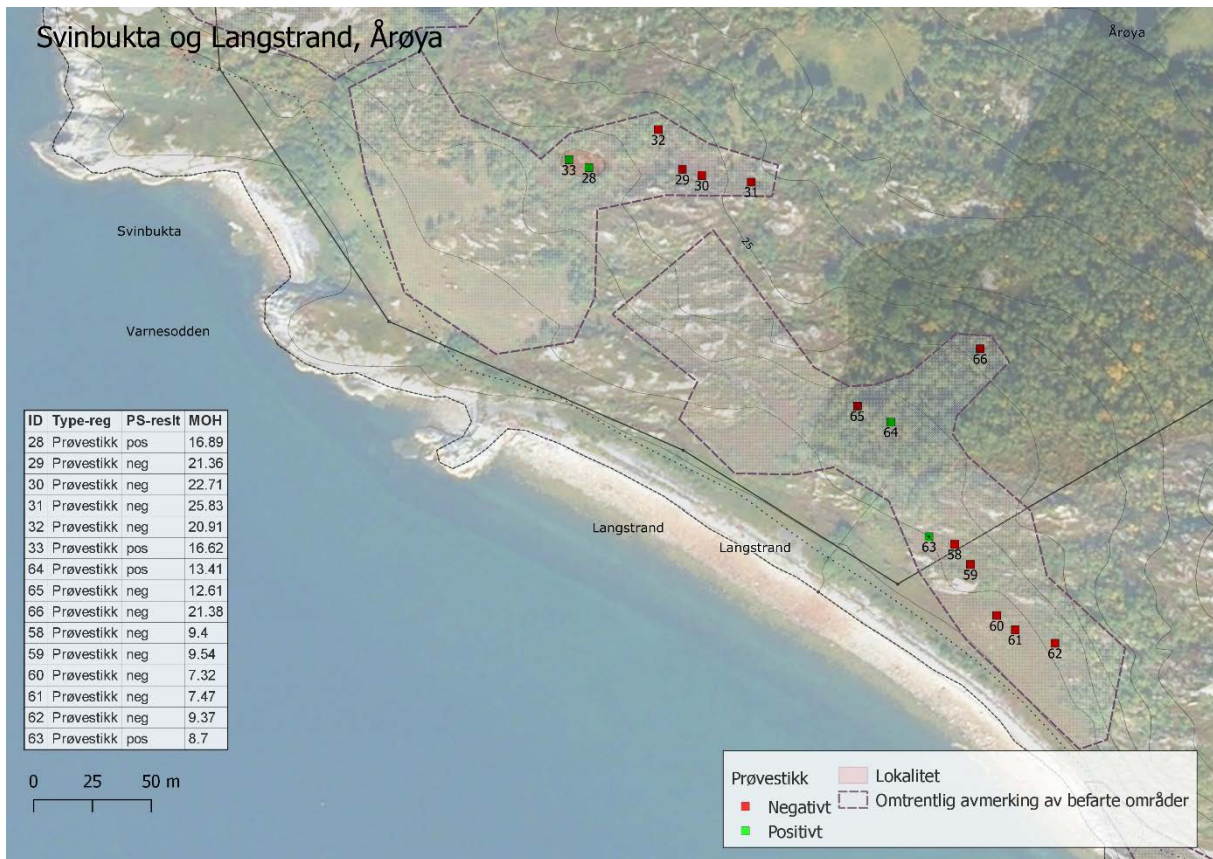 Svinbukta og Langstrand, Årøya
Årøya
32
33
28
29
30
31
25
Svinbukta
Varnesodden
66
65
64
Langstrand
Langstrand
63
58
59
60
61
62
ID Type-reg PS-reslt MOH
28 Prøvestikk pos 16.89
29 Prøvestikk neg 21.36
30 Prøvestikk neg 22.71
31 Prøvestikk neg 25.83
32 Prøvestikk neg 20.91
33 Prøvestikk pos 16.62
64 Prøvestikk pos 13.41
65 Prøvestikk neg 12.61
66 Prøvestikk neg 21.38
58 Prøvestikk neg 9.4
59 Prøvestikk neg 9.54
60 Prøvestikk neg 7.32
61 Prøvestikk neg 7.47
62 Prøvestikk neg 9.37
63 Prøvestikk pos 8.7
0 25 50 m
Prøvestikk
Negativt
Positivt
Lokalitet
Omtrentlig avmerking av befarte områder